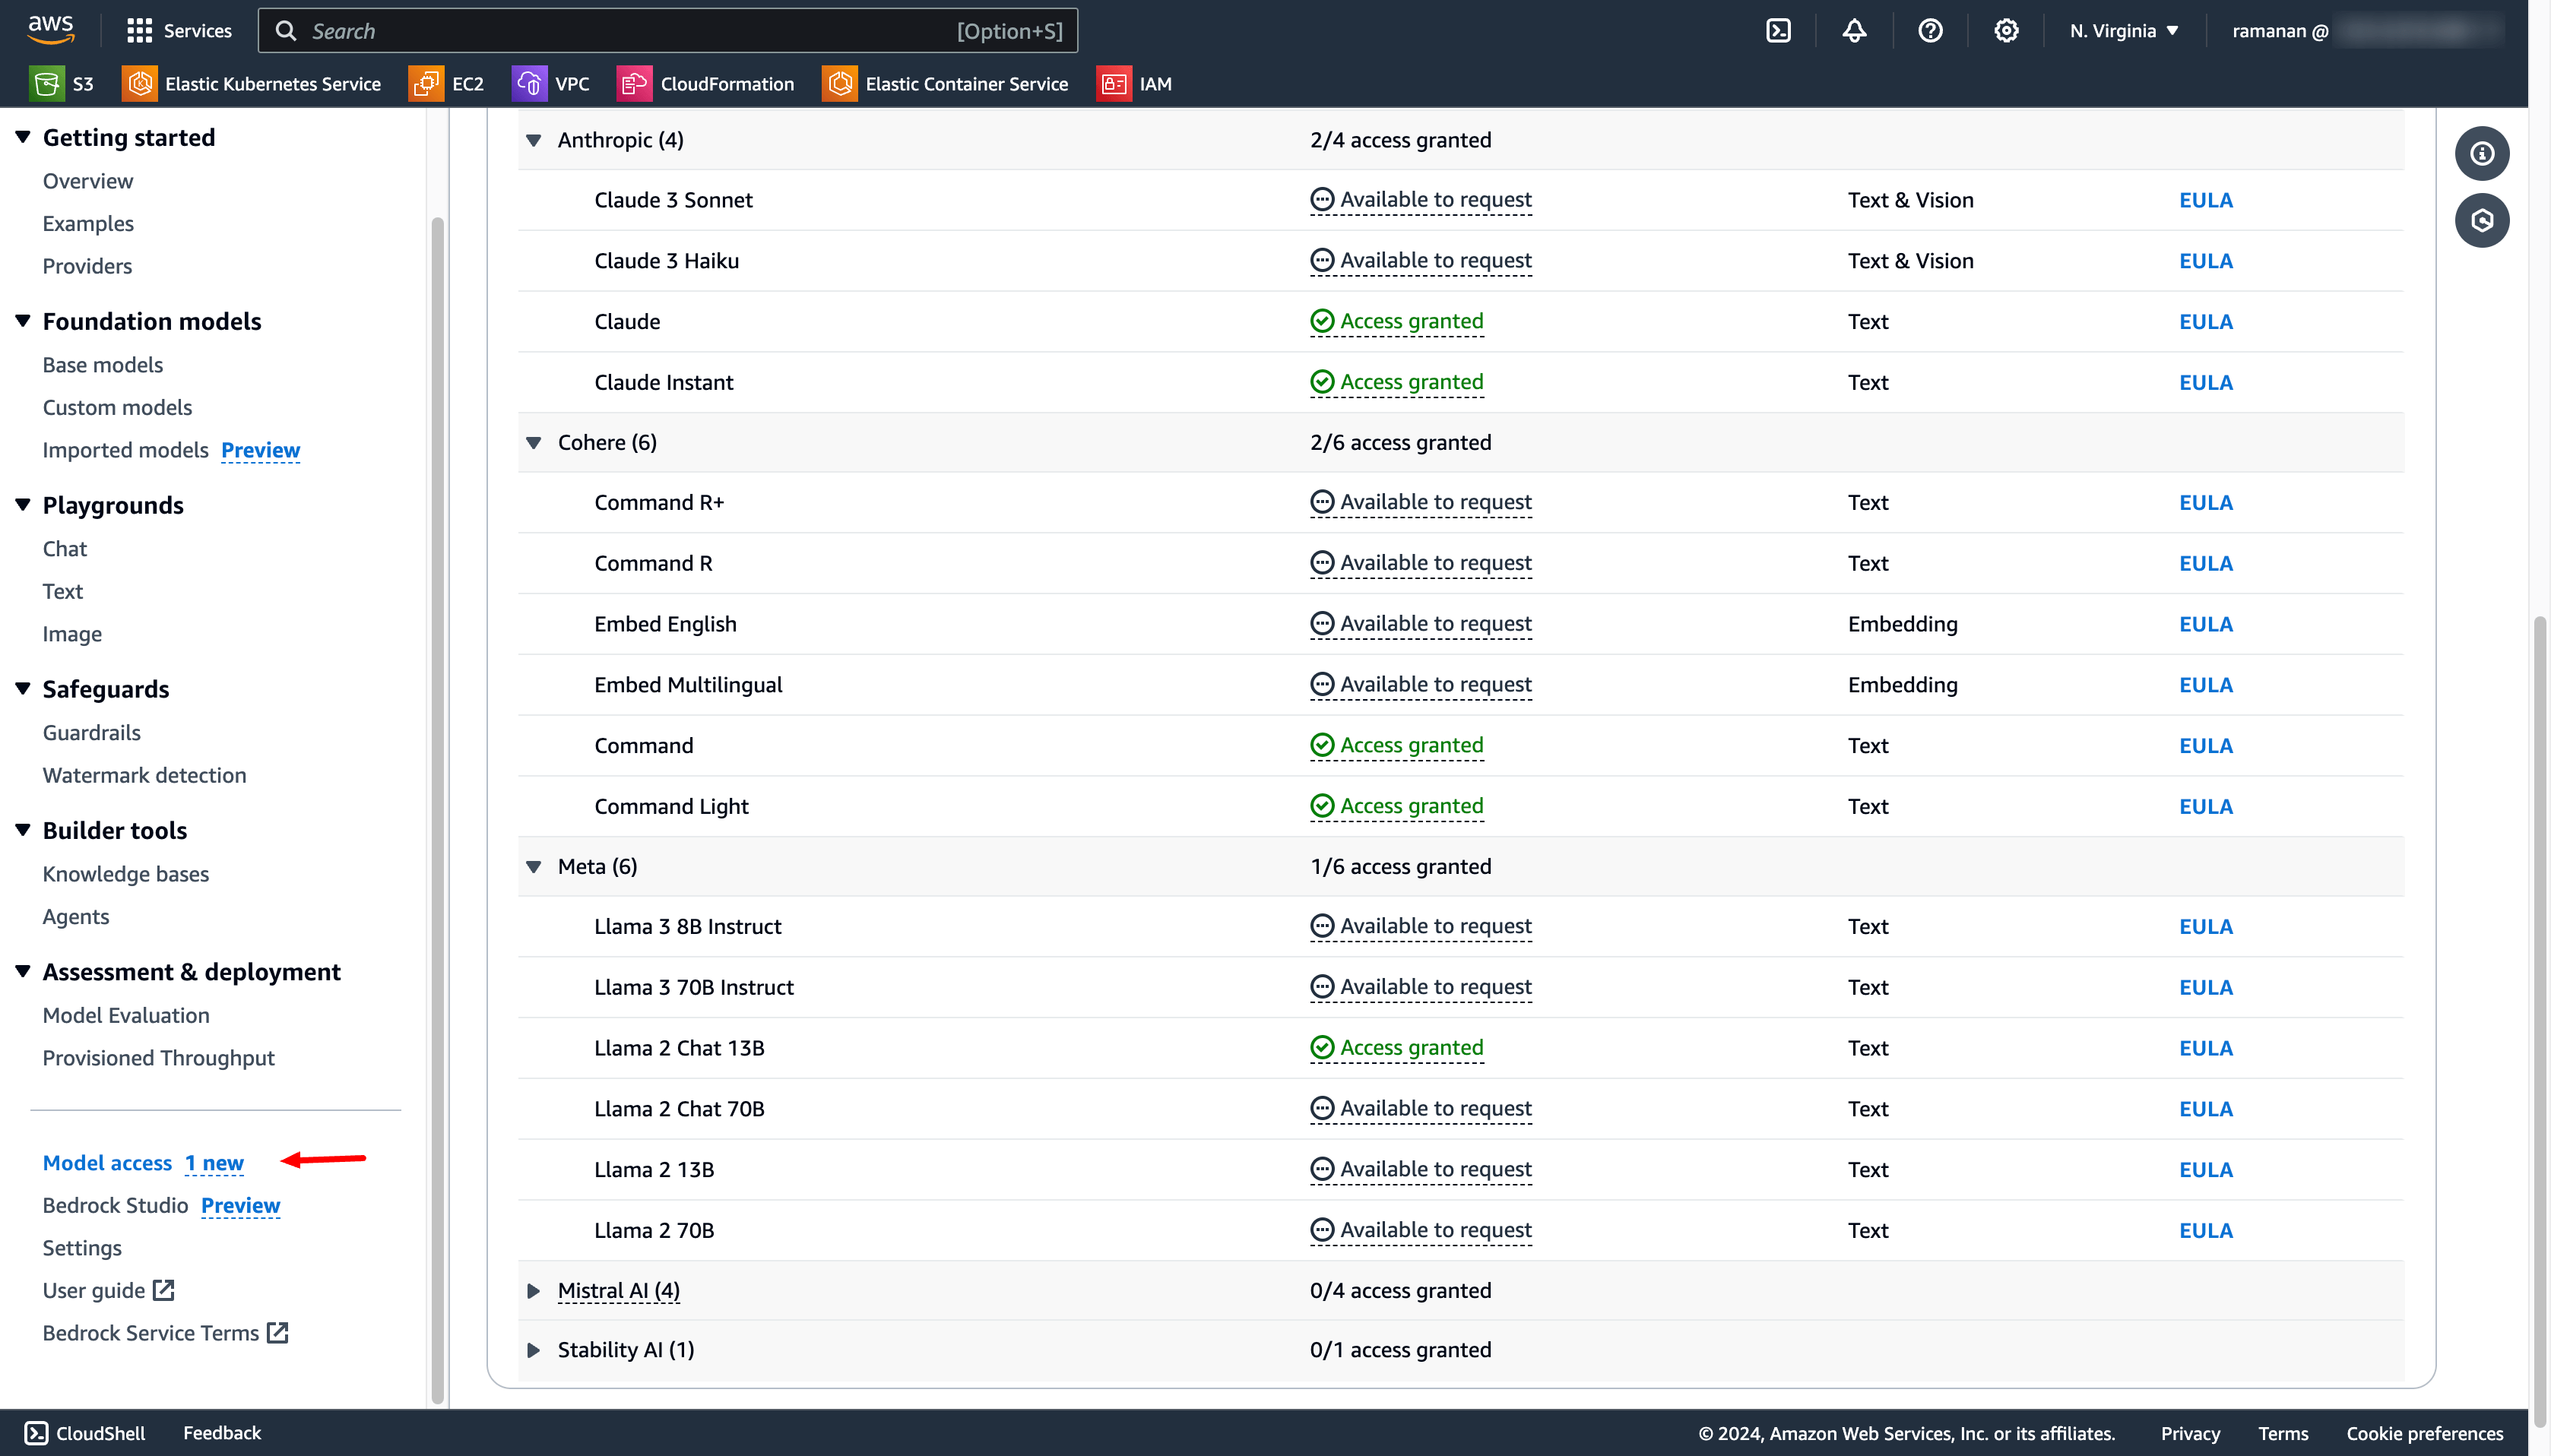 aws
Services
Search
[Option+S]
N. Virginia
ramanan @
S3
Elastic Kubernetes Service
EC2
VPC
CloudFormation
Elastic Container Service
IAM
Getting started
Overview
Examples
Providers
Foundation models
Base models
Custom models
Imported models Preview
Playgrounds
Chat
Text
Image
Safeguards
Guardrails
Watermark detection
Builder tools
Knowledge bases
Agents
Assessment & deployment
Model Evaluation
Provisioned Throughput
Model access 1 new
Bedrock Studio Preview
Settings
User guide
Bedrock Service Terms
Anthropic (4) 2/4 access granted
Claude 3 Sonnet Available to request Text & Vision EULA
Claude 3 Haiku Available to request Text & Vision EULA
Claude Access granted Text EULA
Claude Instant Access granted Text EULA
Cohere (6) 2/6 access granted
Command R+ Available to request Text EULA
Command R Available to request Text EULA
Embed English Available to request Embedding EULA
Embed Multilingual Available to request Embedding EULA
Command Access granted Text EULA
Command Light Access granted Text EULA
Meta (6) 1/6 access granted
Llama 3 8B Instruct Available to request Text EULA
Llama 3 70B Instruct Available to request Text EULA
Llama 2 Chat 13B Access granted Text EULA
Llama 2 Chat 70B Available to request Text EULA
Llama 2 13B Available to request Text EULA
Llama 2 70B Available to request Text EULA
Mistral AI (4) 0/4 access granted
Stability AI (1) 0/1 access granted
CloudShell
Feedback
© 2024, Amazon Web Services, Inc. or its affiliates.
Privacy
Terms
Cookie preferences